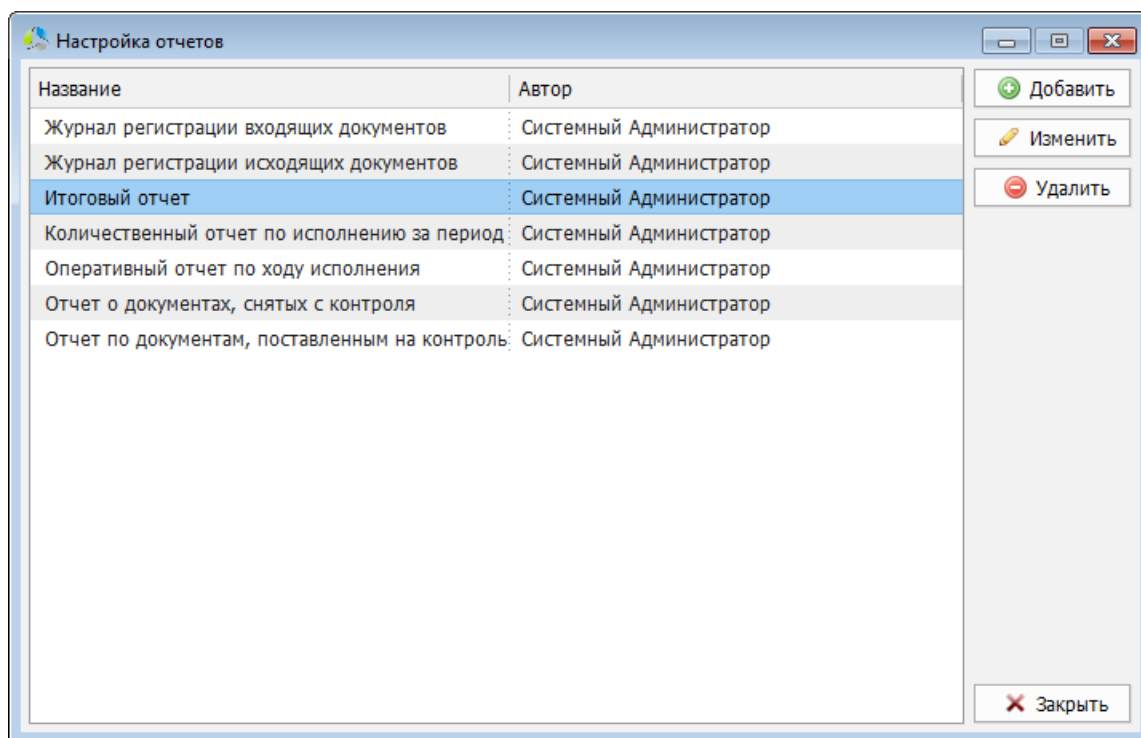 Настройка отчетов
Название Автор
Добавить
Журнал регистрации входящих документов Системный Администратор
Изменить
Журнал регистрации исходящих документов Системный Администратор
Итоговый отчет Системный Администратор
Удалить
Количественный отчет по исполнению за период Системный Администратор
Оперативный отчет по ходу исполнения Системный Администратор
Отчет о документах, снятых с контроля Системный Администратор
Отчет по документам, поставленным на контроль Системный Администратор
Закрыть